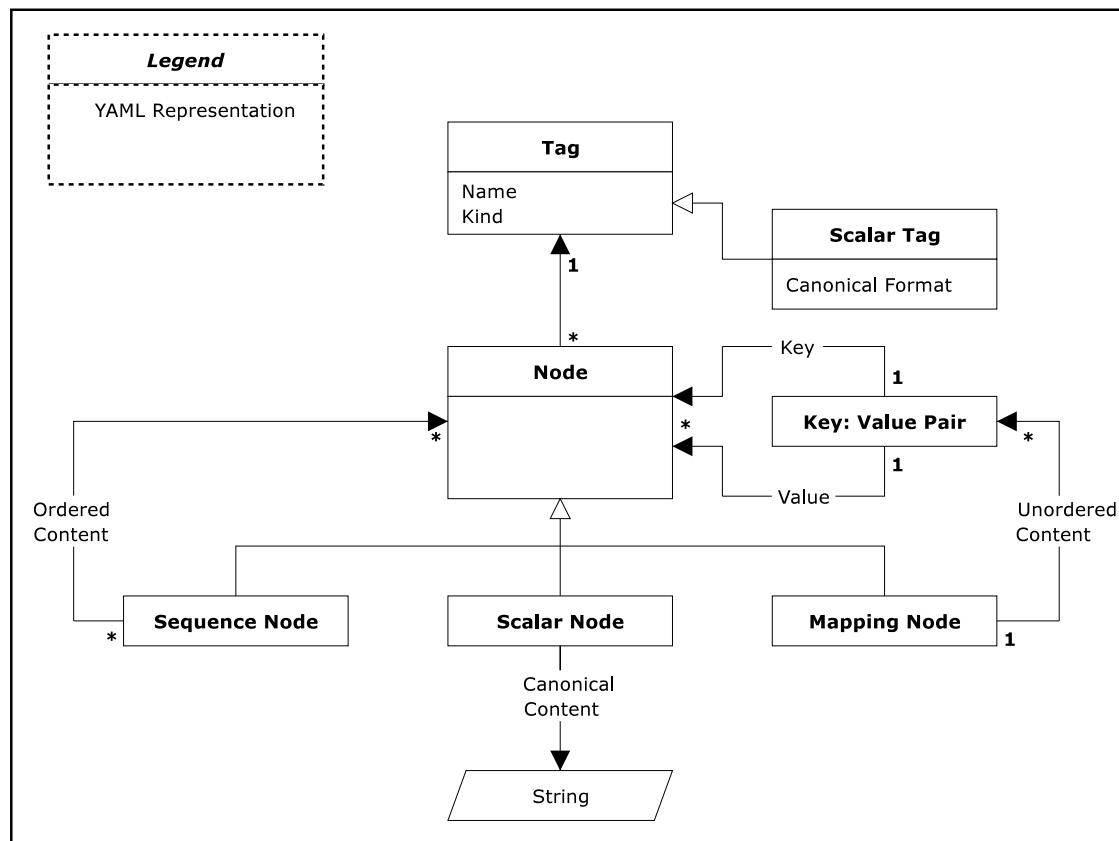 Legend
YAML Representation
Tag
Name
Kind
Scalar Tag
Canonical Format
1
*
Node
Key
1
Key: Value Pair
*
*
*
1
Value
Ordered
Content
Unordered
Content
Sequence Node
Scalar Node
Mapping Node
*
1
Canonical
Content
String